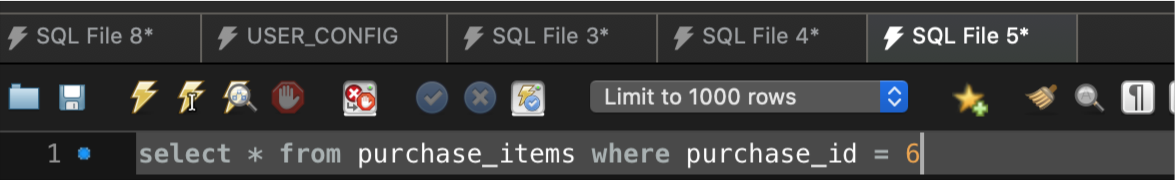 SQL File 8*
USER_CONFIG
SQL File 3*
SQL File 4*
SQL File 5*
Limit to 1000 rows
1
select * from purchase_items where purchase_id = 6